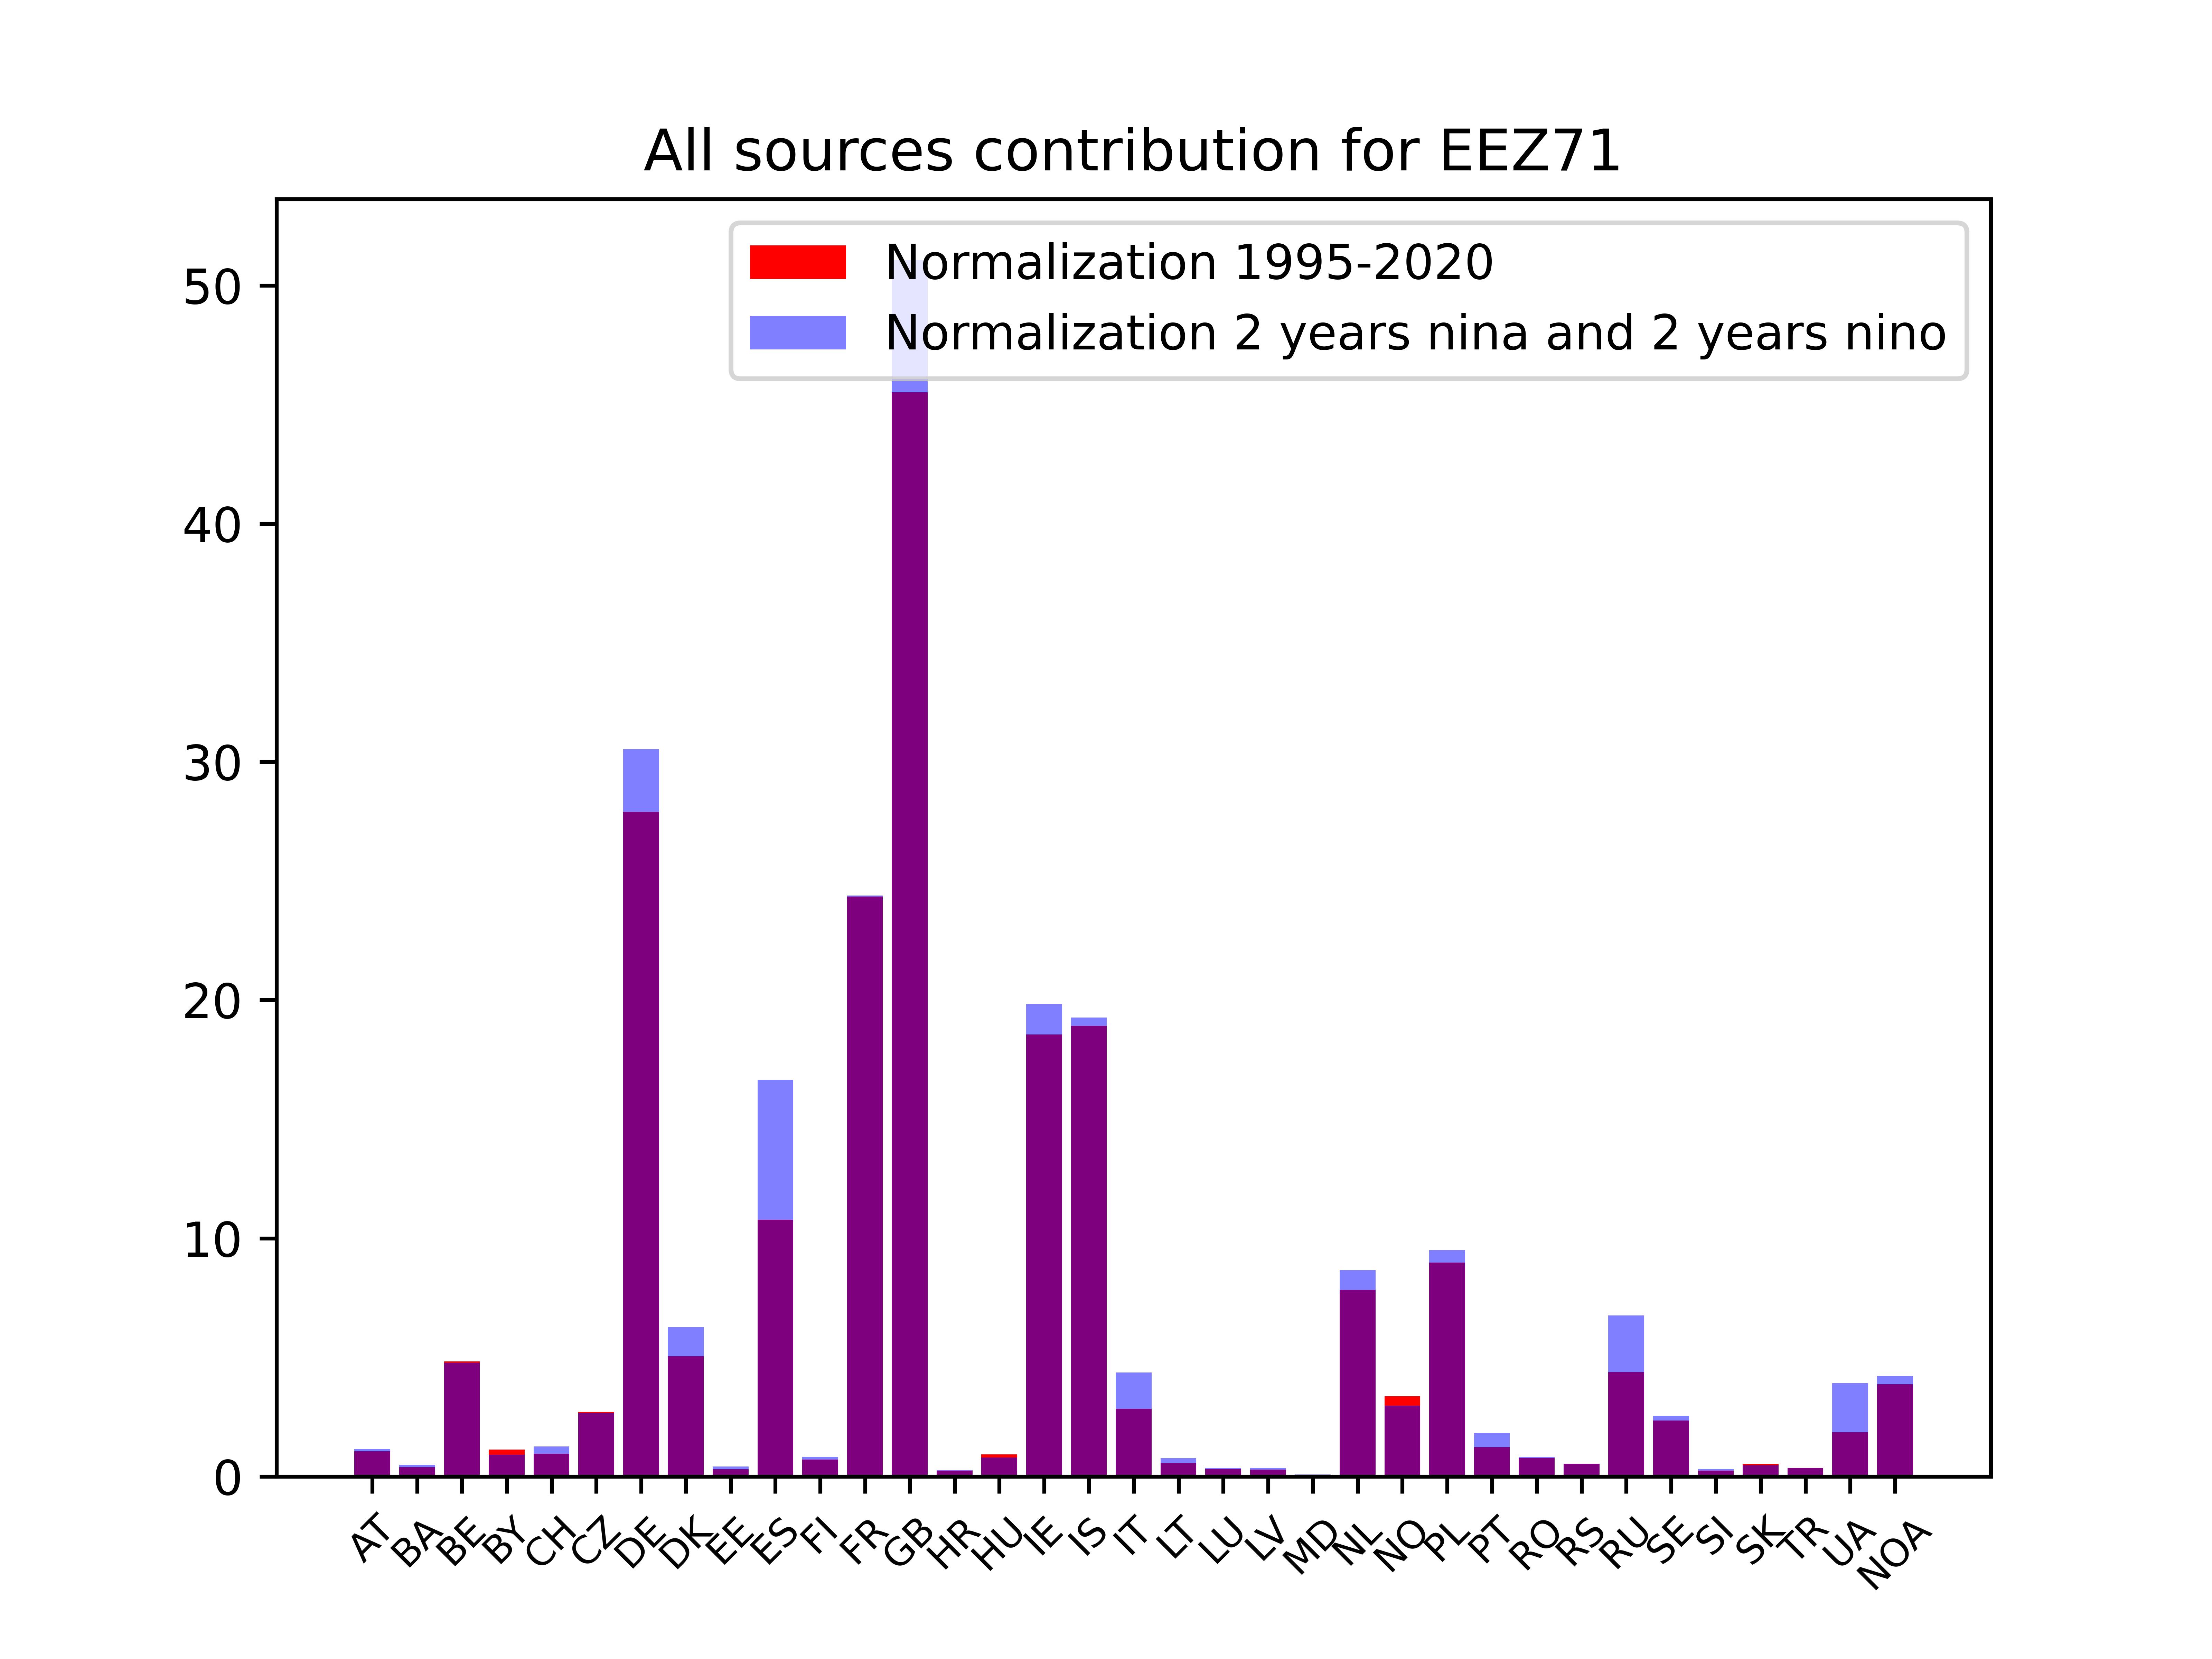 All sources contribution for EEZ71
Normalization 1995-2020
Normalization 2 years nina and 2 years nino
50
40
30
20
10
0
AT BA BE BY CH CZ DE DK EE ES FI FR GB HR HU IE IS IT LT LU LV MD NL NO PL PT RO RS RU SE SI SK TR UA NOA